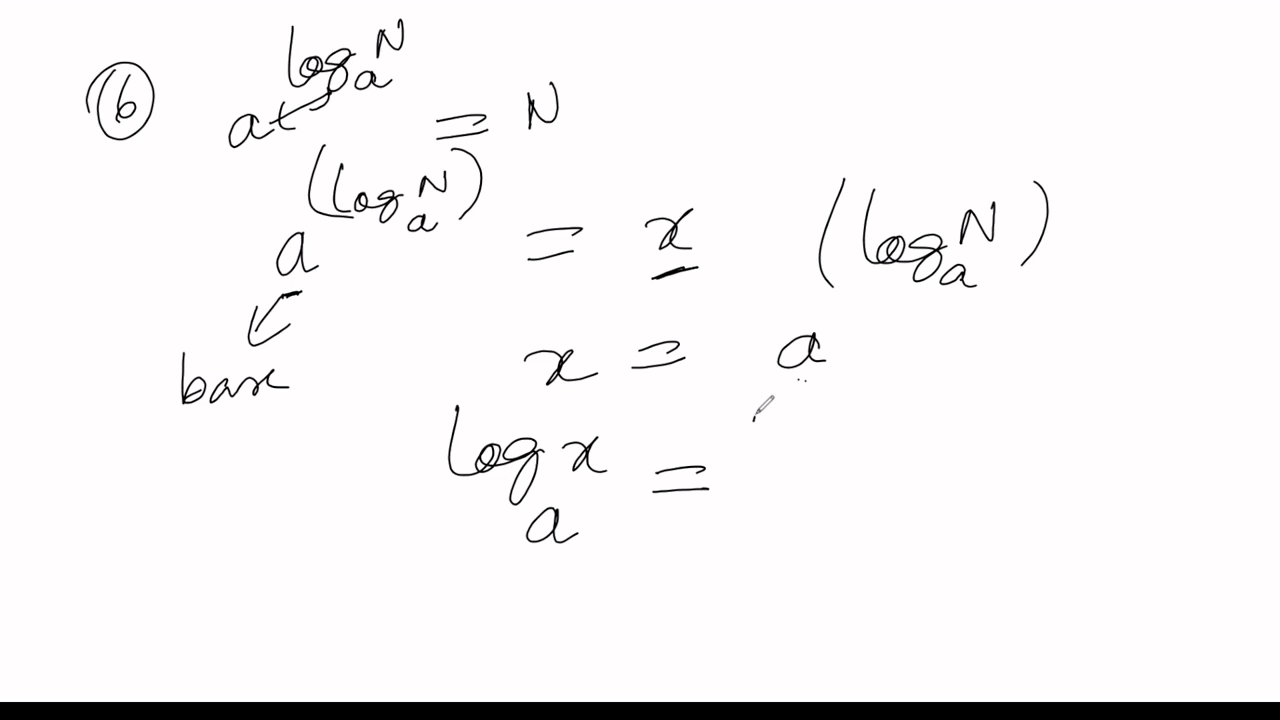 ⑥ a^(log_a N) = N
a^(log_a N) = x
base
x = a^(log_a N)
log_a x =